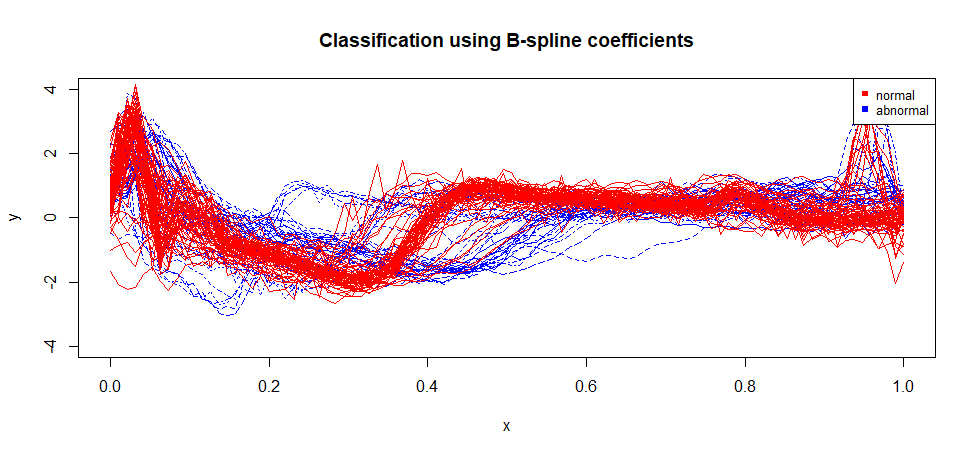 Classification using B-spline coefficients
normal
abnormal
y
4
2
0
2
-4
0.0 0.2 0.4 0.6 0.8 1.0
x